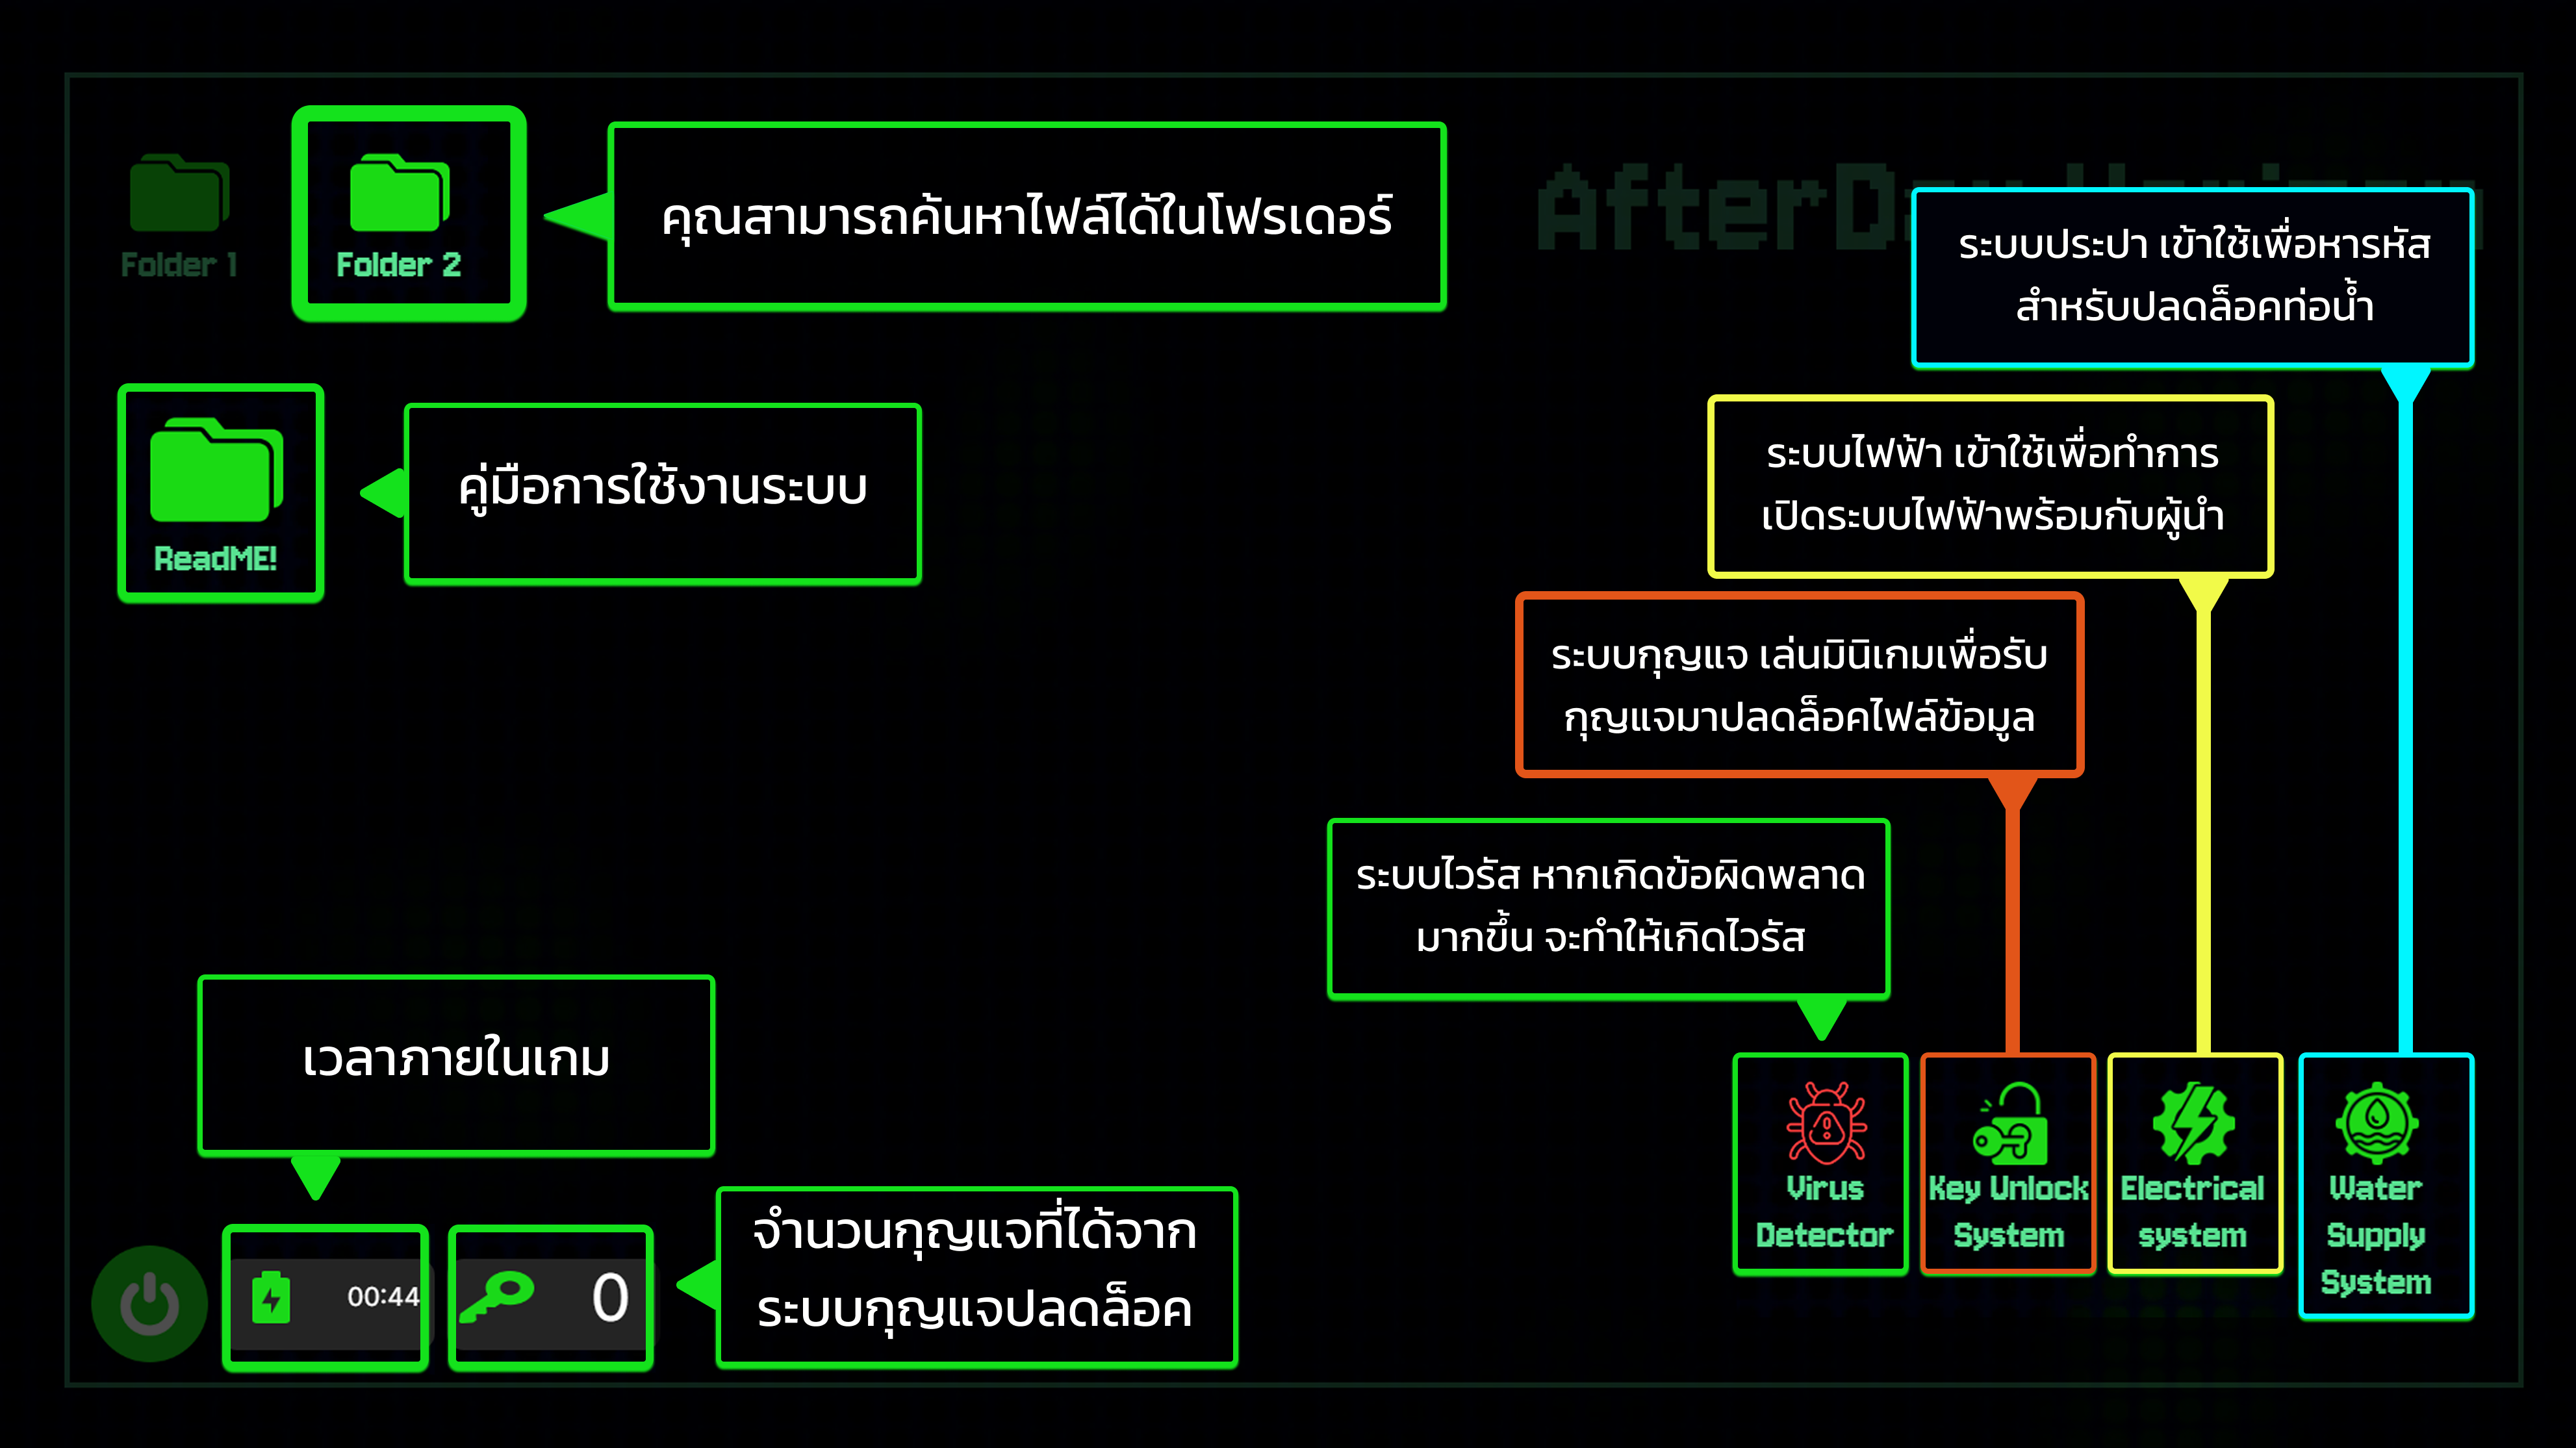 Folder 1
Folder 2
คุณสามารถค้นหาไฟล์ได้ในโฟรเดอร์
ระบบประปา เข้าใช้เพื่อหารหัส
สำหรับปลดล็อคท่อน้ำ
ReadME!
คู่มือการใช้งานระบบ
ระบบไฟฟ้า เข้าใช้เพื่อทำการ
เปิดระบบไฟฟ้าพร้อมกับผู้นำ
ระบบกุญแจ เล่นมินิเกมเพื่อรับ
กุญแจมาปลดล็อคไฟล์ข้อมูล
ระบบไวรัส หากเกิดข้อผิดพลาด
มากขึ้น จะทำให้เกิดไวรัส
เวลาภายในเกม
00:44
0
จำนวนกุญแจที่ได้จาก
ระบบกุญแจปลดล็อค
Virus
Detector
Key Unlock
System
Electrical
system
Water
Supply
System